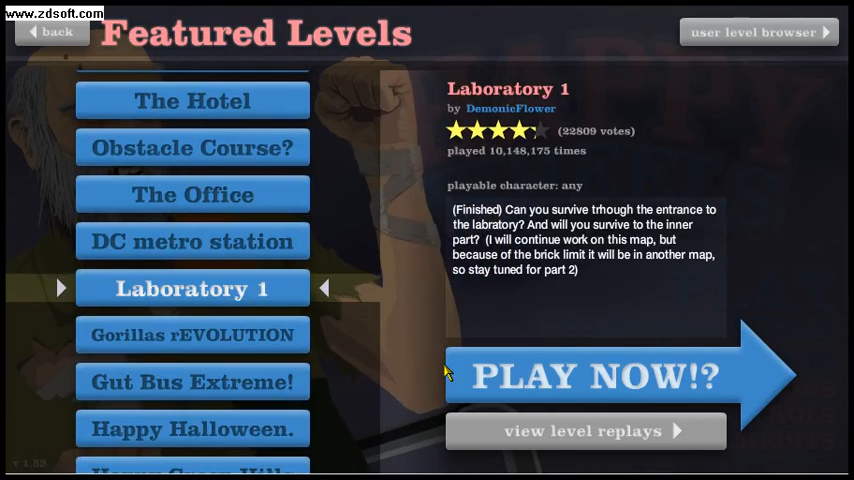 www.zdsoft.com
back
Featured Levels
user level browser
The Hotel
Obstacle Course?
The Office
DC metro station
Laboratory 1
Gorillas rEVOLUTION
Gut Bus Extreme!
Happy Halloween.
Happy Green Hills
Laboratory 1
by DemonicFlower
(22809 votes)
played 10,148,175 times
playable character: any
(Finished) Can you survive trhough the entrance to
the labratory? And will you survive to the inner
part? (I will continue work on this map, but
because of the brick limit it will be in another map,
so stay tuned for part 2)
PLAY NOW!?
view level replays
v 1.52